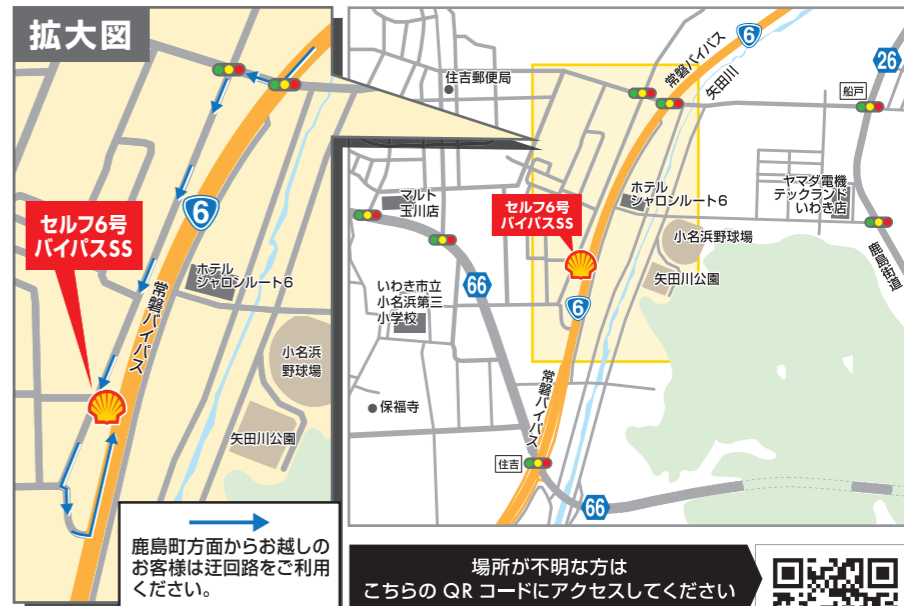 拡大図
6
セルフ6号
バイパスSS
ホテル
シャロンルート6
常磐バイパス
小名浜
野球場
矢田川公園
鹿島町方面からお越しの
お客様は迂回路をご利用
ください。
6
常磐バイパス
矢田川
26
住吉郵便局
船戸
マルト
玉川店
セルフ6号
バイパスSS
ホテル
シャロンルート6
ヤマダ電機
テックランド
いわき店
小名浜野球場
鹿島街道
矢田川公園
66
いわき市立
小名浜第三
小学校
6
常磐バイパス
保福寺
住吉
66
場所が不明な方は
こちらの QR コードにアクセスしてください